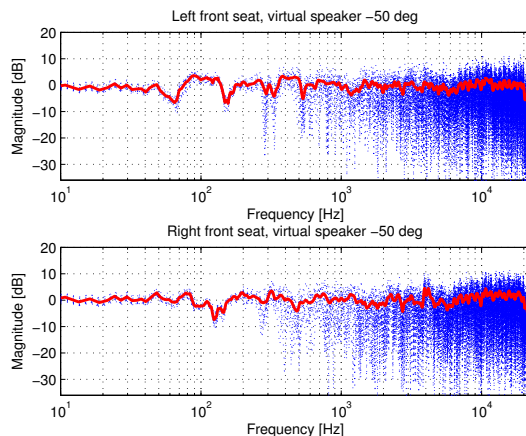 Left front seat, virtual speaker −50 deg
20
10
0
−10
−20
−30
Magnitude [dB]
10^1 10^2 10^3 10^4
Frequency [Hz]
Right front seat, virtual speaker −50 deg
20
10
0
−10
−20
−30
Magnitude [dB]
10^1 10^2 10^3 10^4
Frequency [Hz]